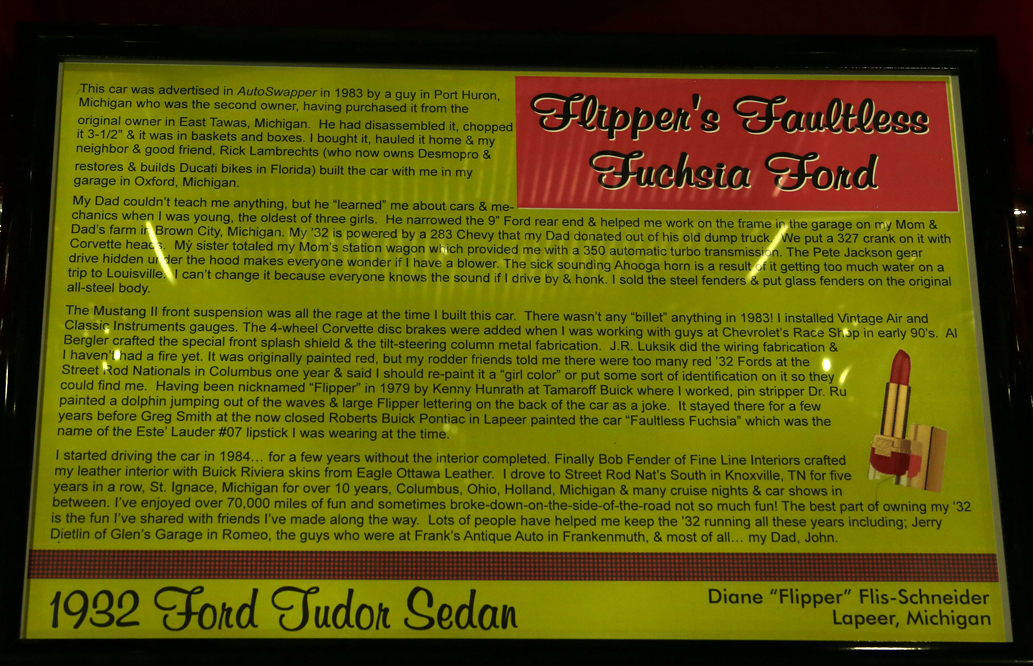 Flipper's Faultless
Fuchsia Ford
This car was advertised in AutoSwapper in 1983 by a guy in Port Huron,
Michigan who was the second owner, having purchased it from the
original owner in East Tawas, Michigan. He had disassembled it, chopped
it 3-1/2" & it was in baskets and boxes. I bought it, hauled it home & my
neighbor & good friend, Rick Lambrechts (who now owns Desmopro &
restores & builds Ducati bikes in Florida) built the car with me in my
garage in Oxford, Michigan.
My Dad couldn't teach me anything, but he "learned" me about cars & me-
chanics when I was young, the oldest of three girls. He narrowed the 9" Ford rear end & helped me work on the frame in the garage on my Mom &
Dad's farm in Brown City, Michigan. My '32 is powered by a 283 Chevy that my Dad donated out of his old dump truck. We put a 327 crank on it with
Corvette heads. My sister totaled my Mom's station wagon which provided me with a 350 automatic turbo transmission. The Pete Jackson gear
drive hidden under the hood makes everyone wonder if I have a blower. The sick sounding Ahooga horn is a result of it getting too much water on a
trip to Louisville. I can't change it because everyone knows the sound if I drive by & honk. I sold the steel fenders & put glass fenders on the original
all-steel body.
The Mustang II front suspension was all the rage at the time I built this car. There wasn't any "billet" anything in 1983! I installed Vintage Air and
Classic Instruments gauges. The 4-wheel Corvette disc brakes were added when I was working with guys at Chevrolet's Race Shop in early 90's. Al
Bergler crafted the special front splash shield & the tilt-steering column metal fabrication. J.R. Luksik did the wiring fabrication &
I haven't had a fire yet. It was originally painted red, but my rodder friends told me there were too many red '32 Fords at the
Street Rod Nationals in Columbus one year & said I should re-paint it a "girl color" or put some sort of identification on it so they
could find me. Having been nicknamed "Flipper" in 1979 by Kenny Hunrath at Tamaroff Buick where I worked, pin stripper Dr. Ru
painted a dolphin jumping out of the waves & large Flipper lettering on the back of the car as a joke. It stayed there for a few
years before Greg Smith at the now closed Roberts Buick Pontiac in Lapeer painted the car "Faultless Fuchsia" which was the
name of the Este' Lauder #07 lipstick I was wearing at the time.
I started driving the car in 1984... for a few years without the interior completed. Finally Bob Fender of Fine Line Interiors crafted
my leather interior with Buick Riviera skins from Eagle Ottawa Leather. I drove to Street Rod Nat's South in Knoxville, TN for five
years in a row, St. Ignace, Michigan for over 10 years, Columbus, Ohio, Holland, Michigan & many cruise nights & car shows in
between. I've enjoyed over 70,000 miles of fun and sometimes broke-down-on-the-side-of-the-road not so much fun! The best part of owning my '32
is the fun I've shared with friends I've made along the way. Lots of people have helped me keep the '32 running all these years including; Jerry
Dietlin of Glen's Garage in Romeo, the guys who were at Frank's Antique Auto in Frankenmuth, & most of all... my Dad, John.
1932 Ford Tudor Sedan
Diane "Flipper" Flis-Schneider
Lapeer, Michigan